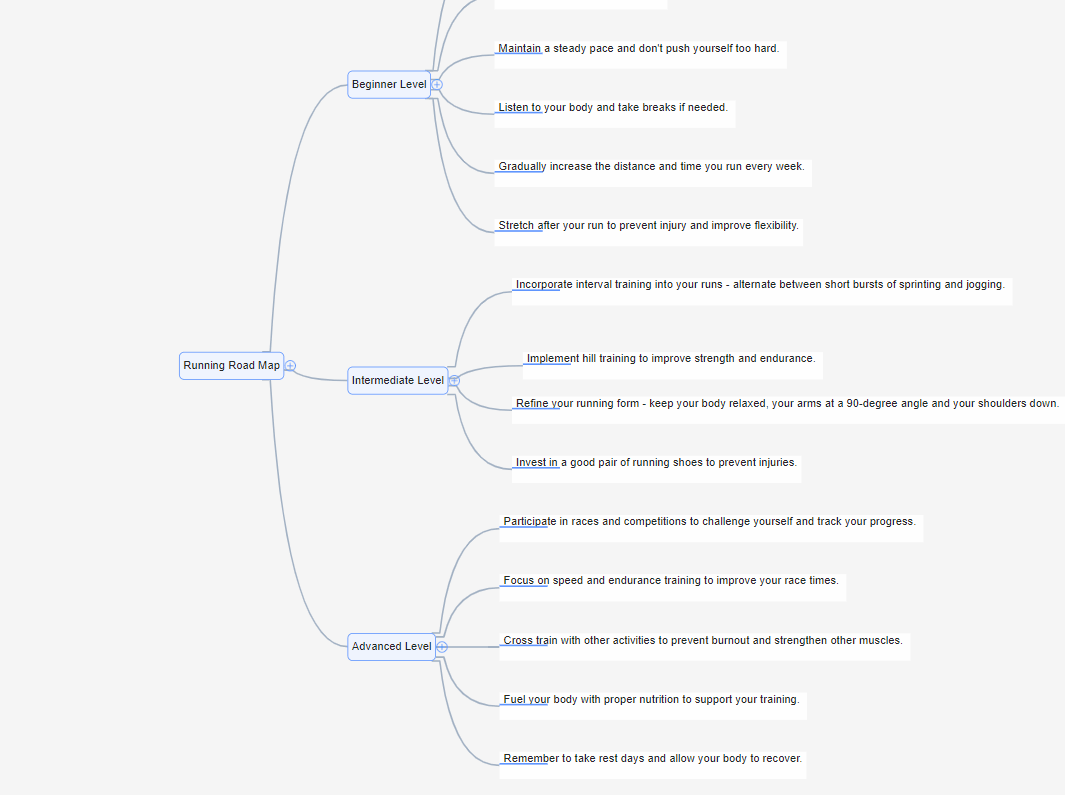 Maintain a steady pace and don't push yourself too hard.
Beginner Level
Listen to your body and take breaks if needed.
Gradually increase the distance and time you run every week.
Stretch after your run to prevent injury and improve flexibility.
Incorporate interval training into your runs - alternate between short bursts of sprinting and jogging.
Running Road Map
Implement hill training to improve strength and endurance.
Intermediate Level
Refine your running form - keep your body relaxed, your arms at a 90-degree angle and your shoulders down.
Invest in a good pair of running shoes to prevent injuries.
Participate in races and competitions to challenge yourself and track your progress.
Focus on speed and endurance training to improve your race times.
Cross train with other activities to prevent burnout and strengthen other muscles.
Advanced Level
Fuel your body with proper nutrition to support your training.
Remember to take rest days and allow your body to recover.